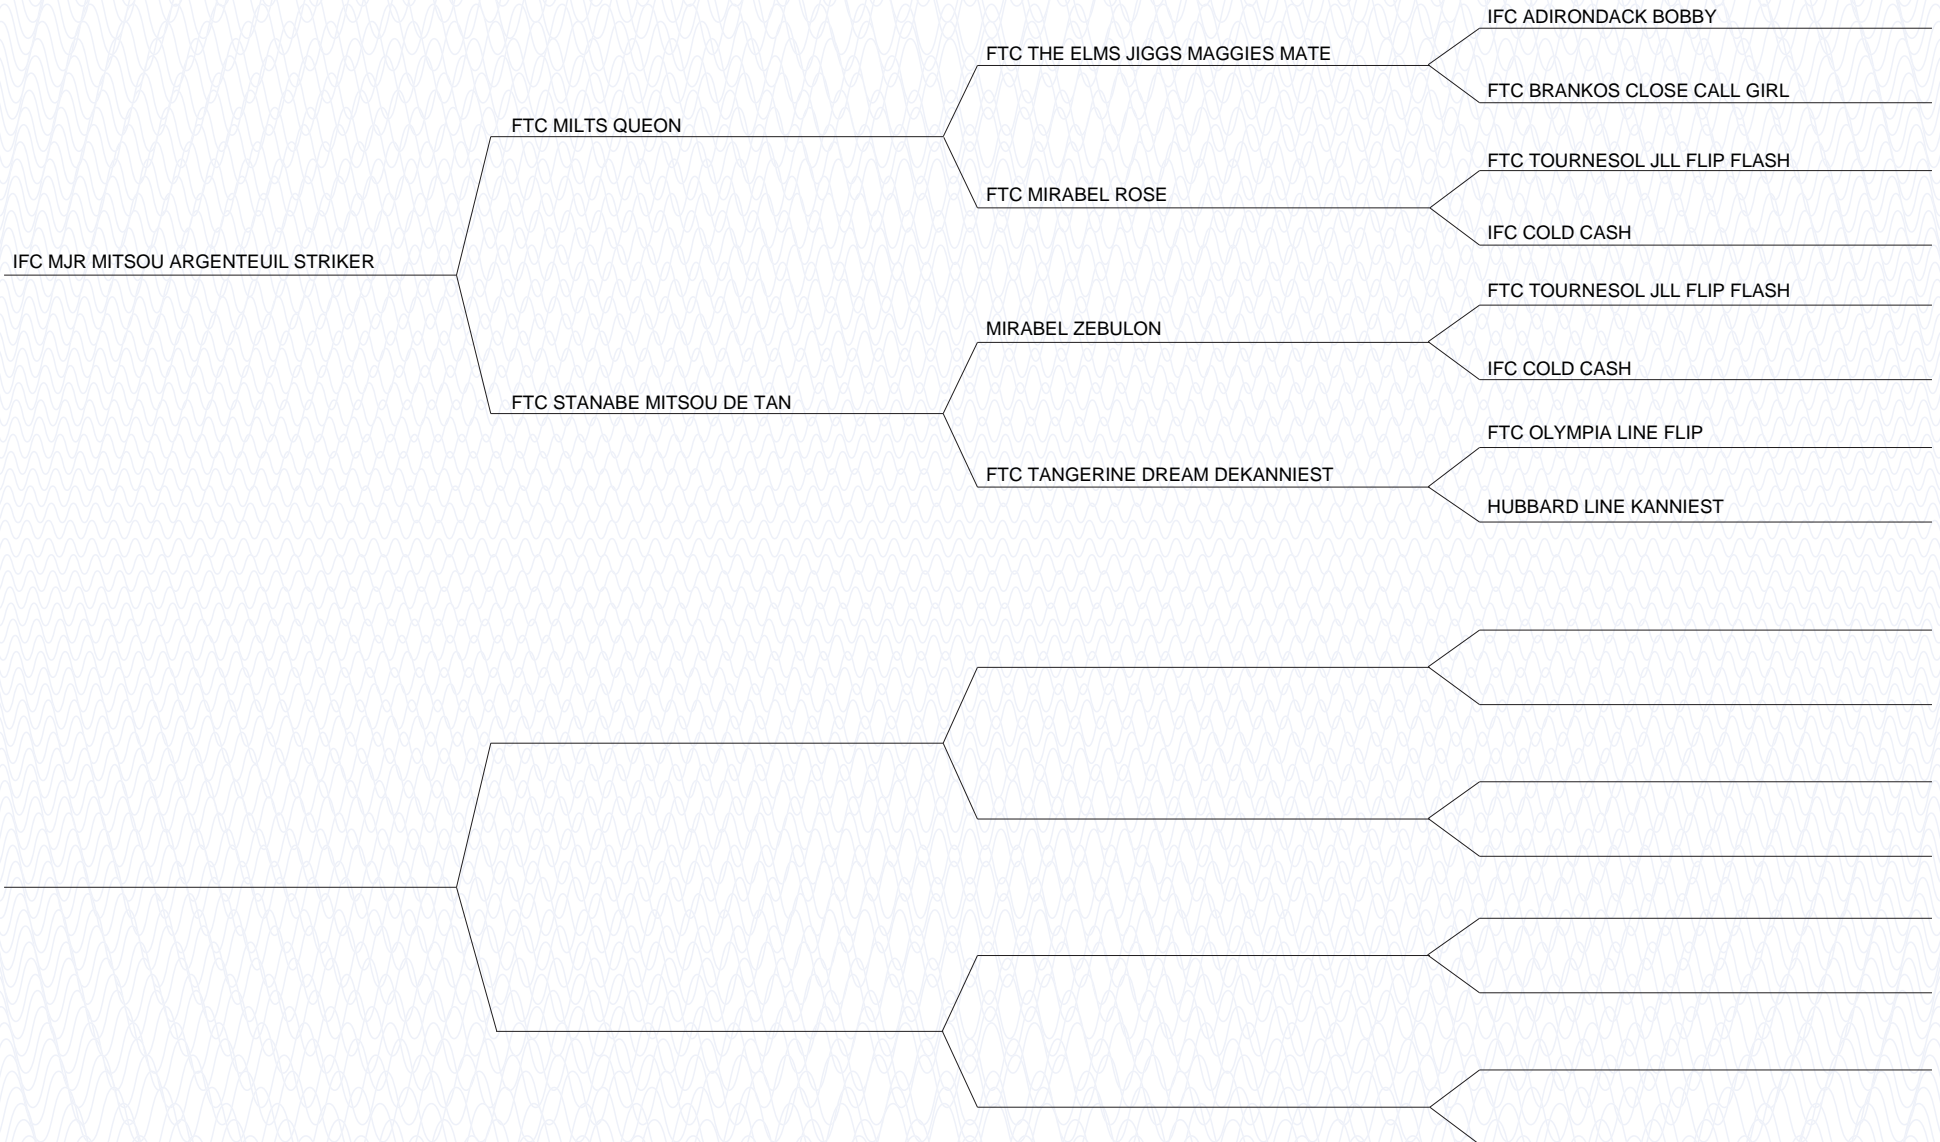 IFC ADIRONDACK BOBBY
FTC THE ELMS JIGGS MAGGIES MATE
FTC BRANKOS CLOSE CALL GIRL
FTC MILTS QUEON
FTC TOURNESOL JLL FLIP FLASH
FTC MIRABEL ROSE
IFC COLD CASH
IFC MJR MITSOU ARGENTEUIL STRIKER
FTC TOURNESOL JLL FLIP FLASH
MIRABEL ZEBULON
IFC COLD CASH
FTC STANABE MITSOU DE TAN
FTC OLYMPIA LINE FLIP
FTC TANGERINE DREAM DEKANNIEST
HUBBARD LINE KANNIEST